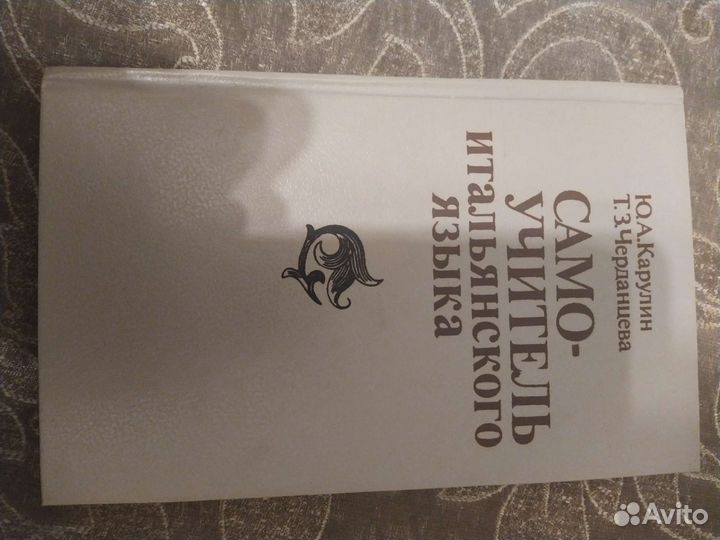 Ю.А.Карулин
Т.З.Черданцева
САМО-
УЧИТЕЛЬ
итальянского
языка
Avito